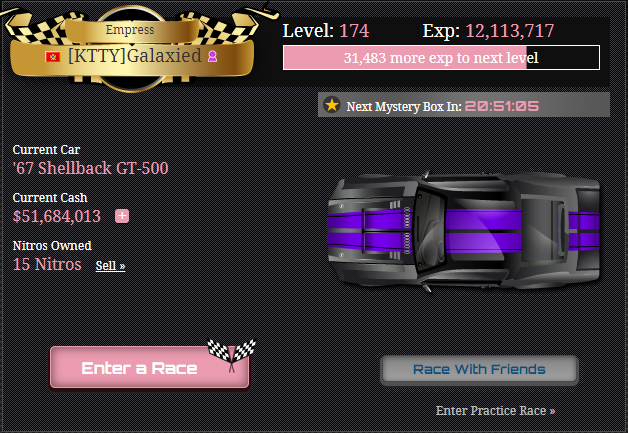 Empress
[KTTY]Galaxied
Level: 174 Exp: 12,113,717
31,483 more exp to next level
Next Mystery Box In: 20:51:05
Current Car
'67 Shellback GT-500
Current Cash
$51,684,013 +
Nitros Owned
15 Nitros Sell »
Enter a Race
Race With Friends
Enter Practice Race »